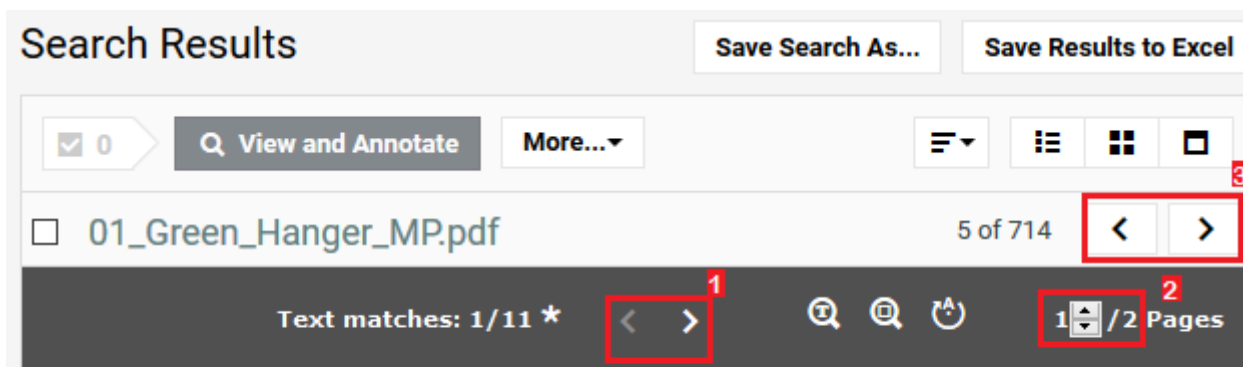 Search Results
Save Search As...
Save Results to Excel
0
View and Annotate
More...
3
01_Green_Hanger_MP.pdf
5 of 714
1
2
Text matches: 1/11 *
1 /2 Pages